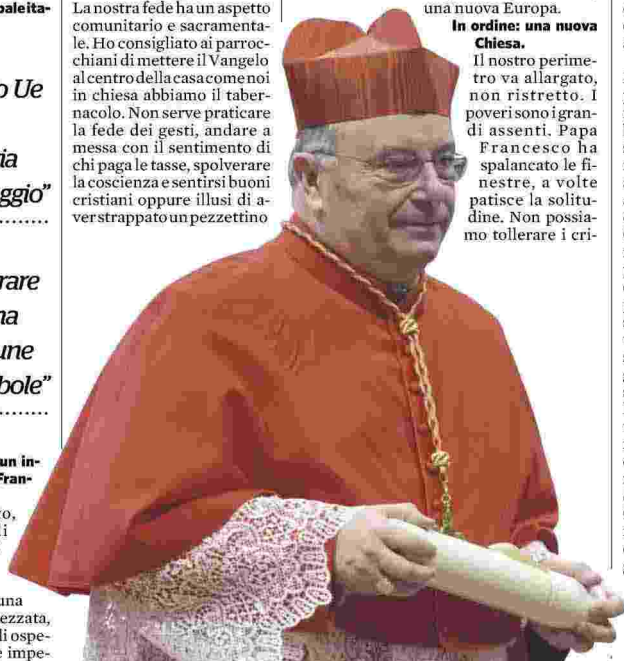 pale ita-
o Ue
ia
ggio”
rare
na
une
bole”
un in-
Fran-
to,
li
una
ezzata,
li ospe-
e impe-
La nostra fede ha un aspetto
comunitario e sacramenta-
le. Ho consigliato ai parroc-
chiani di mettere il Vangelo
al centro della casa come noi
in chiesa abbiamo il taber-
nacolo. Non serve praticare
la fede dei gesti, andare a
messa con il sentimento di
chi paga le tasse, spolverare
la coscienza e sentirsi buoni
cristiani oppure illusi di a-
ver strappato un pezzettino
una nuova Europa.
In ordine: una nuova
Chiesa.
Il nostro perime-
tro va allargato,
non ristretto. I
poveri sono i gran-
di assenti. Papa
Francesco ha
spalancato le fi-
nestre, a volte
patisce la solitu-
dine. Non possia-
mo tollerare i cri-